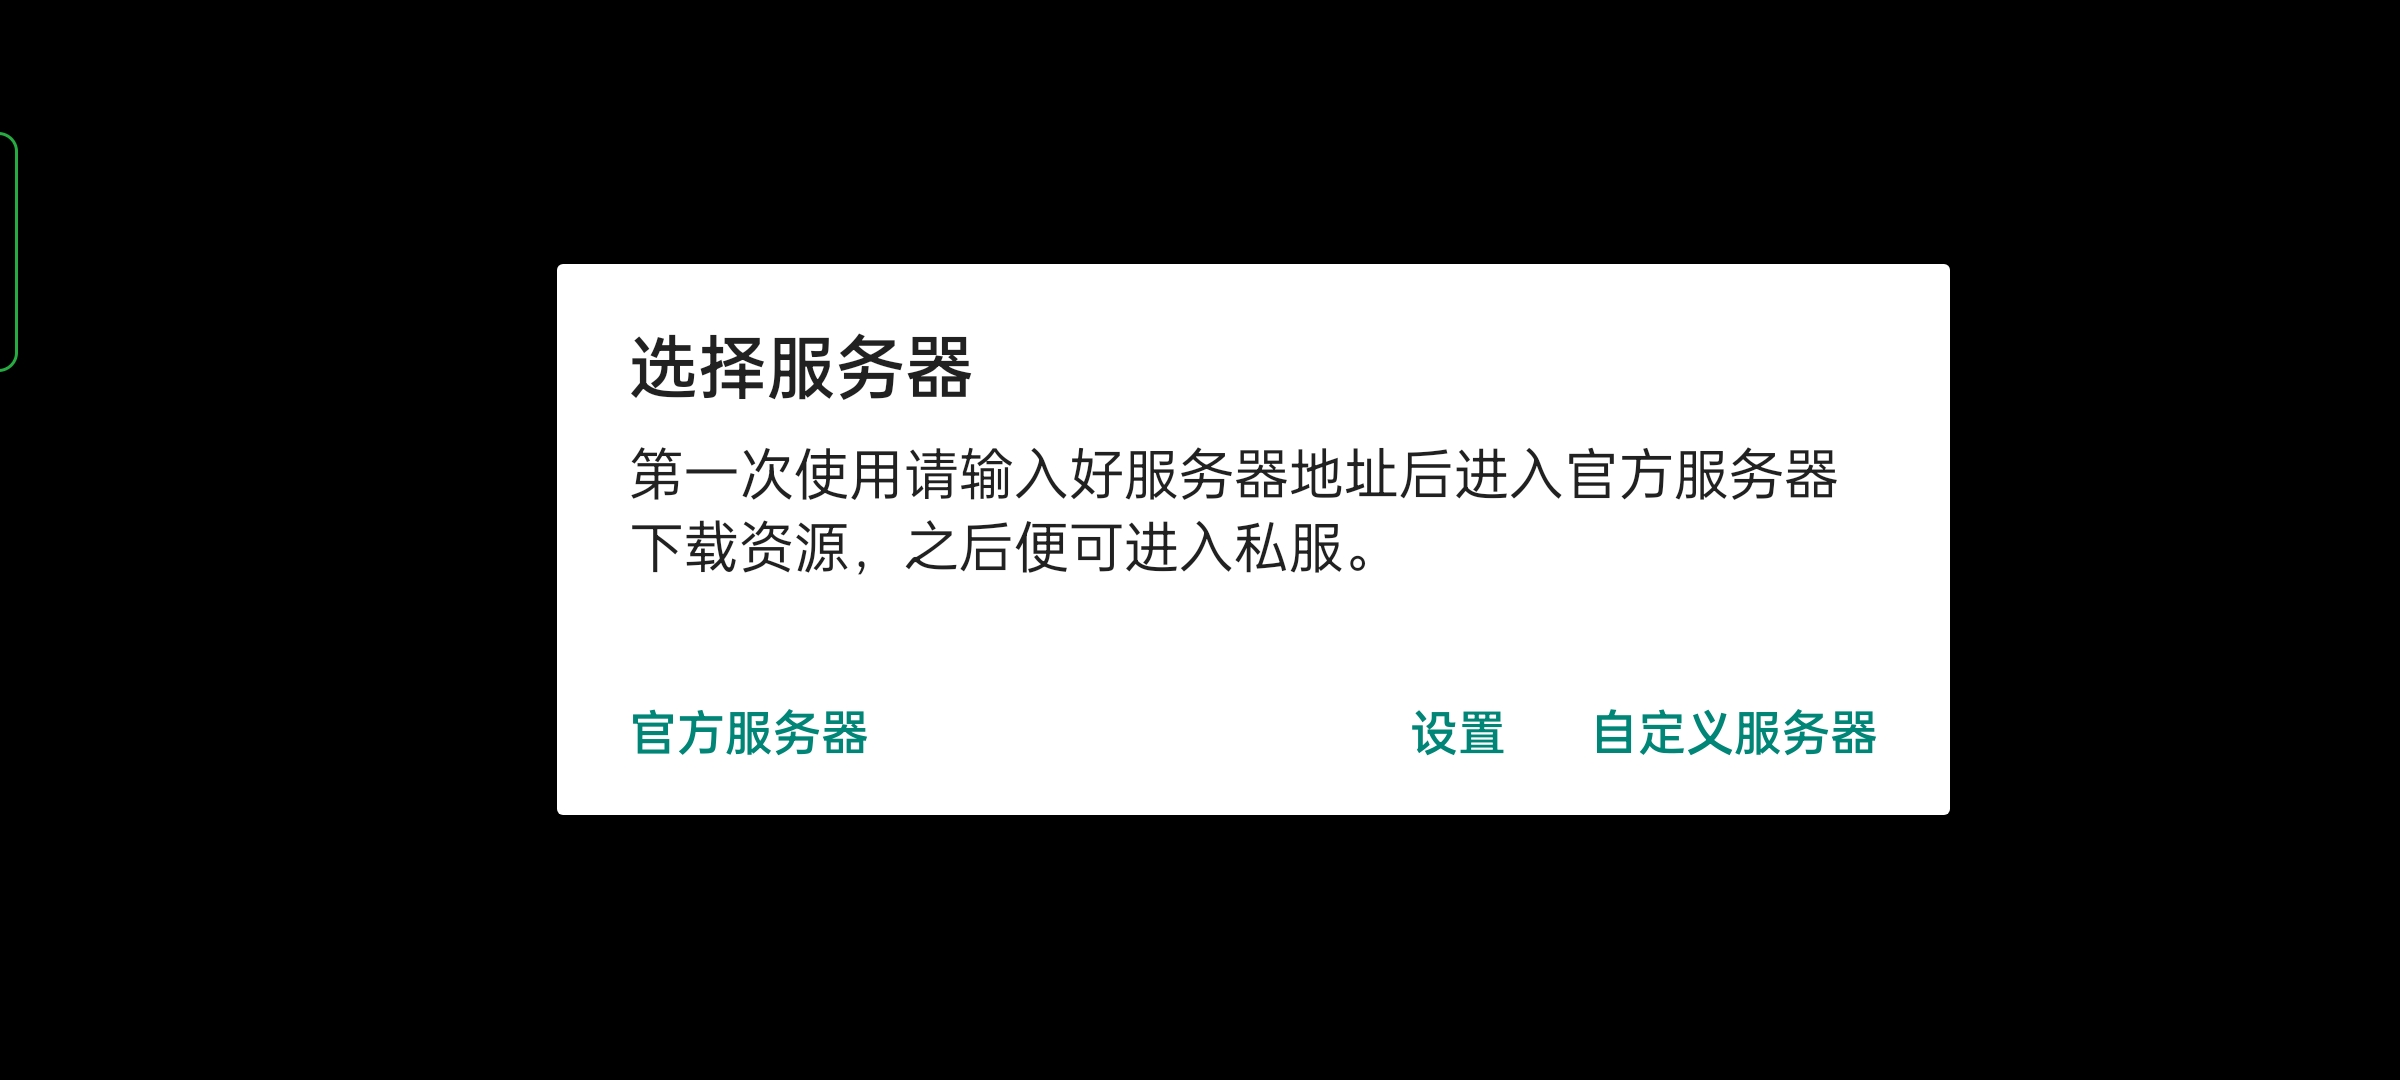 选择服务器
第一次使用请输入好服务器地址后进入官方服务器
下载资源，之后便可进入私服。
官方服务器 设置 自定义服务器